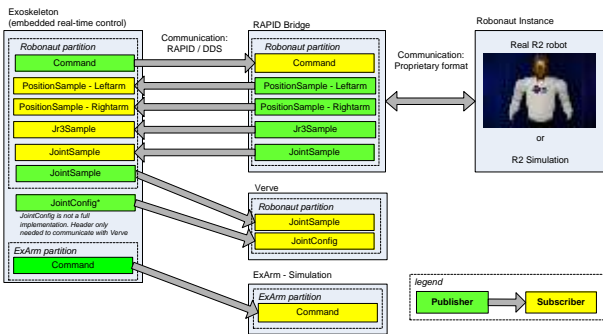 Exoskeleton
(embedded real-time control)
Robonaut partition
Command
PositionSample - Leftarm
PositionSample - Rightarm
Jr3Sample
JointSample
JointSample
JointConfig*
JointConfig is not a full
implementation. Header only
needed to communicate with Verve
ExArm partition
Command
Communication:
RAPID / DDS
RAPID Bridge
Robonaut partition
Command
PositionSample - Leftarm
PositionSample - Rightarm
Jr3Sample
JointSample
Communication:
Proprietary format
Robonaut Instance
Real R2 robot
or
R2 Simulation
Verve
Robonaut partition
JointSample
JointConfig
ExArm - Simulation
ExArm partition
Command
legend
Publisher
Subscriber